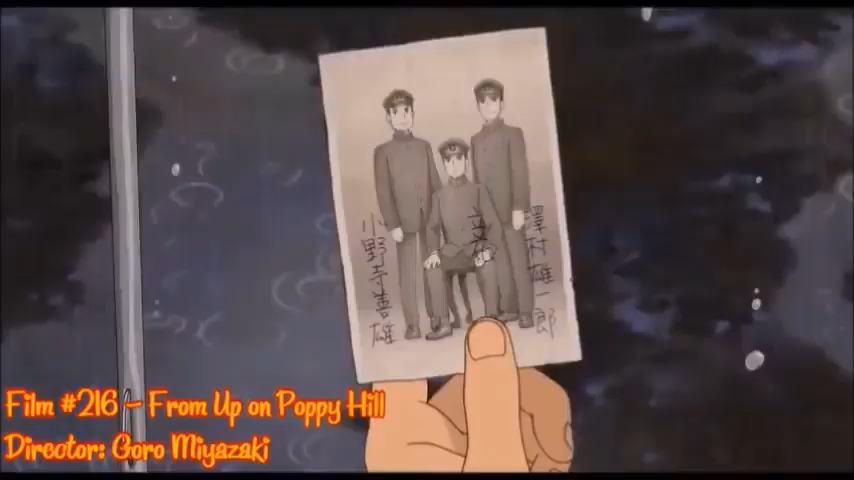 小野寺善雄
澤村雄一郎
Film #216 – From Up on Poppy Hill
Director: Goro Miyazaki